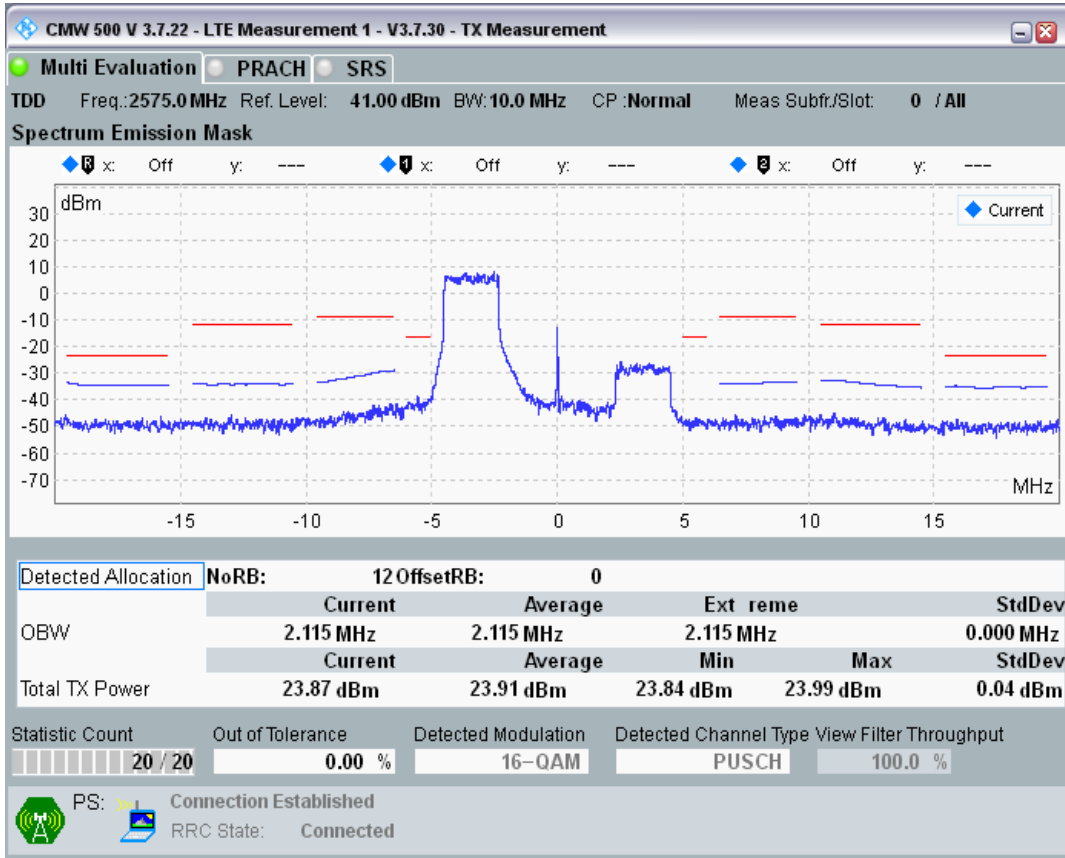 CMW 500 V 3.7.22 - LTE Measurement 1 - V3.7.30 - TX Measurement
Multi Evaluation PRACH SRS
TDD Freq.:2575.0 MHz Ref. Level: 41.00 dBm BW: 10.0 MHz CP :Normal Meas Subfr./Slot: 0 / All
Spectrum Emission Mask
R x: Off y: --- 1 x: Off y: --- 2 x: Off y: ---
dBm
Current
30
20
10
0
-10
-20
-30
-40
-50
-60
-70
MHz
-15 -10 -5 0 5 10 15
Detected Allocation NoRB: 12 OffsetRB: 0
Current Average Ext reme StdDev
OBW 2.115 MHz 2.115 MHz 2.115 MHz 0.000 MHz
Current Average Min Max StdDev
Total TX Power 23.87 dBm 23.91 dBm 23.84 dBm 23.99 dBm 0.04 dBm
Statistic Count Out of Tolerance Detected Modulation Detected Channel Type View Filter Throughput
20 / 20 0.00 % 16-QAM PUSCH 100.0 %
PS: Connection Established
RRC State: Connected